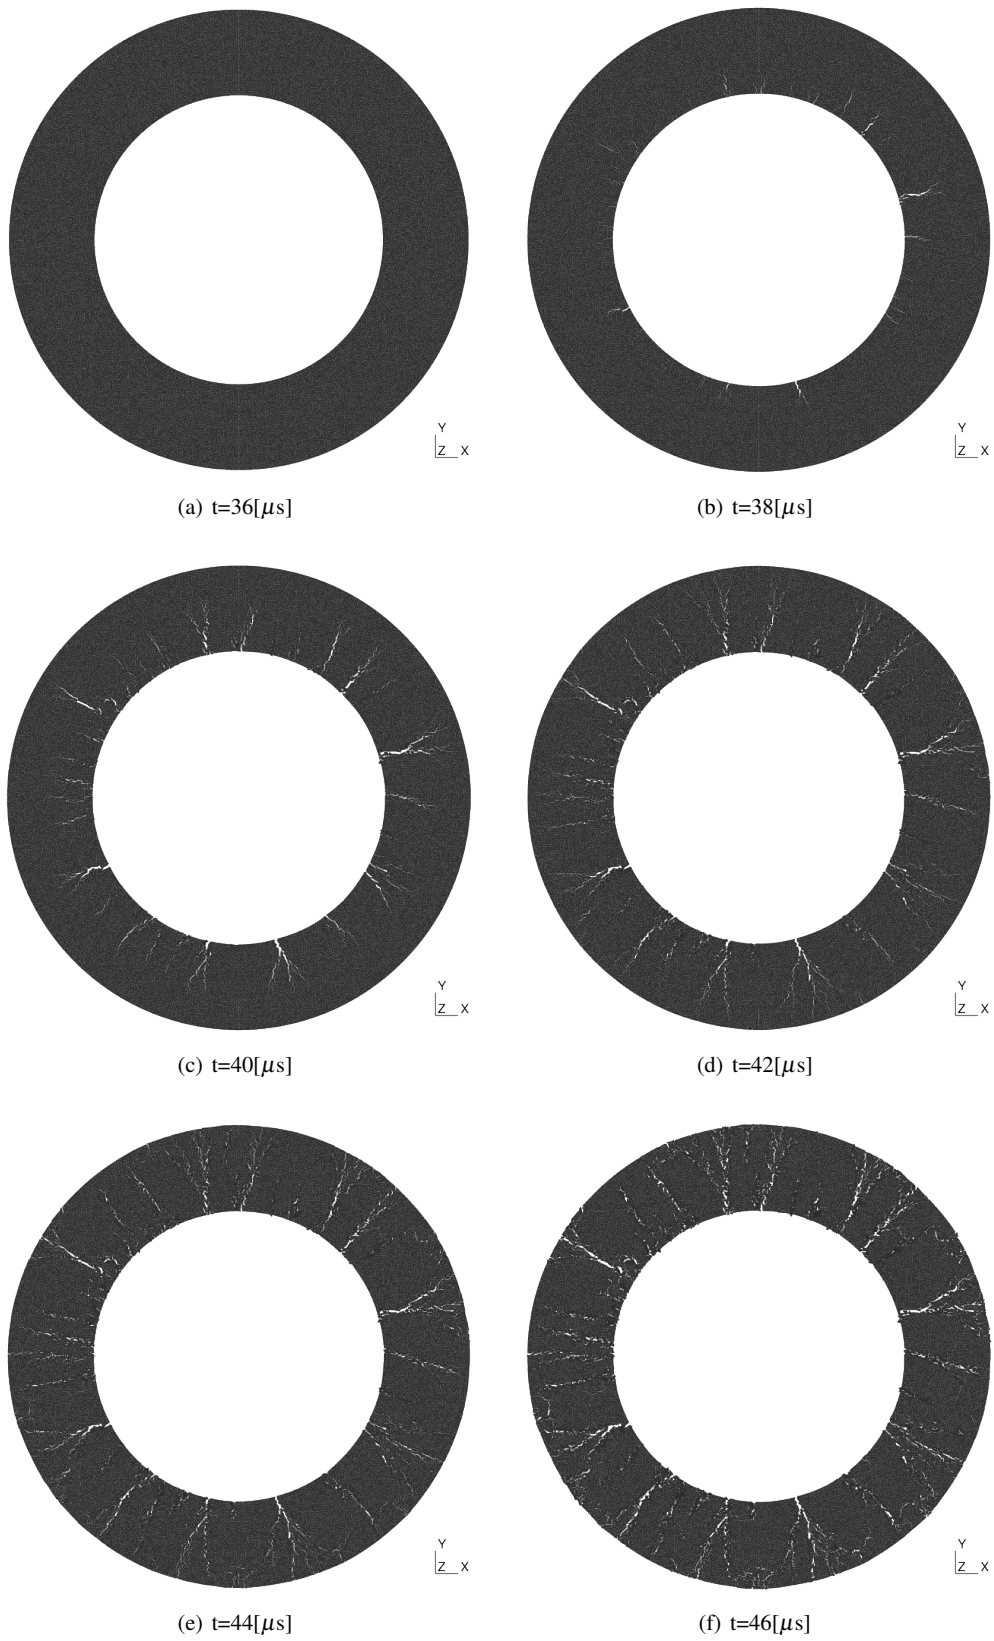 Y
Z X
Y
Z X
(a) t=36[μs]
(b) t=38[μs]
Y
Z X
Y
Z X
(c) t=40[μs]
(d) t=42[μs]
Y
Z X
Y
Z X
(e) t=44[μs]
(f) t=46[μs]